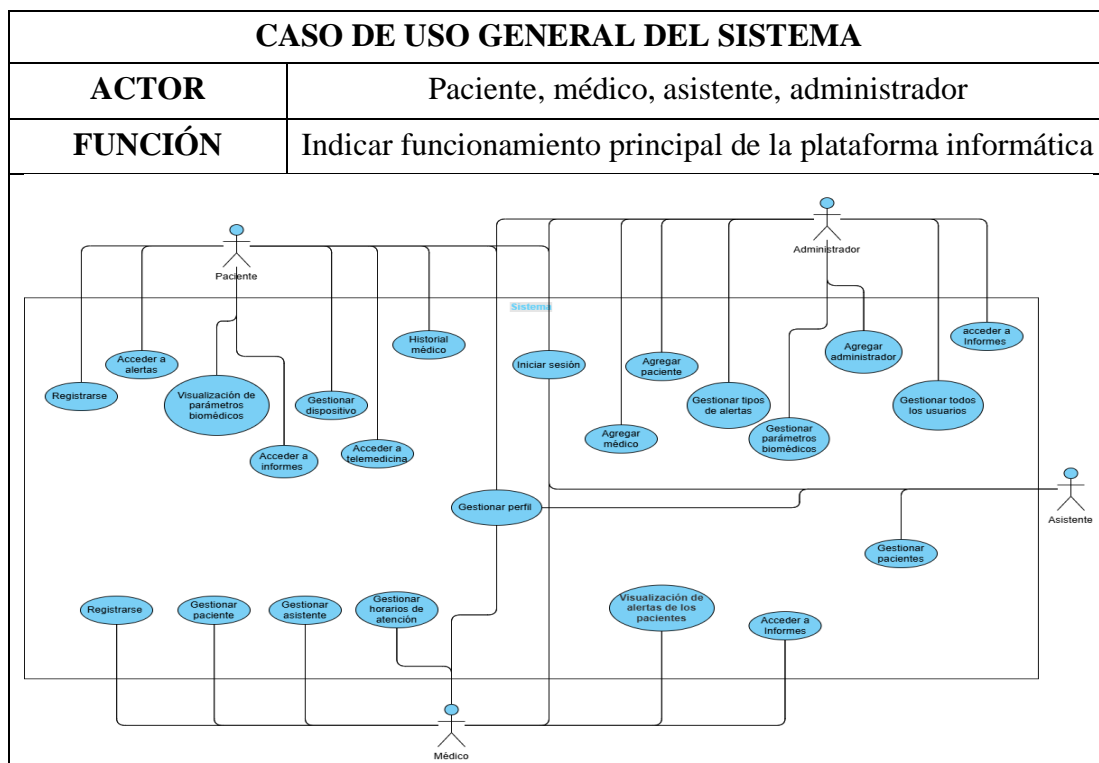 CASO DE USO GENERAL DEL SISTEMA
ACTOR
Paciente, médico, asistente, administrador
FUNCIÓN
Indicar funcionamiento principal de la plataforma informática
Paciente
Administrador
Sistema
Registrarse
Acceder a
alertas
Visualización de
parámetros
biomédicos
Acceder a
informes
Gestionar
dispositivo
Acceder a
telemedicina
Historial
médico
Iniciar sesión
Agregar
médico
Agregar
paciente
Gestionar tipos
de alertas
Gestionar
parámetros
biomédicos
Agregar
administrador
Gestionar todos
los usuarios
acceder a
Informes
Gestionar perfil
Asistente
Gestionar
pacientes
Registrarse
Gestionar
paciente
Gestionar
asistente
Gestionar
horarios de
atención
Visualización de
alertas de los
pacientes
Acceder a
Informes
Médico